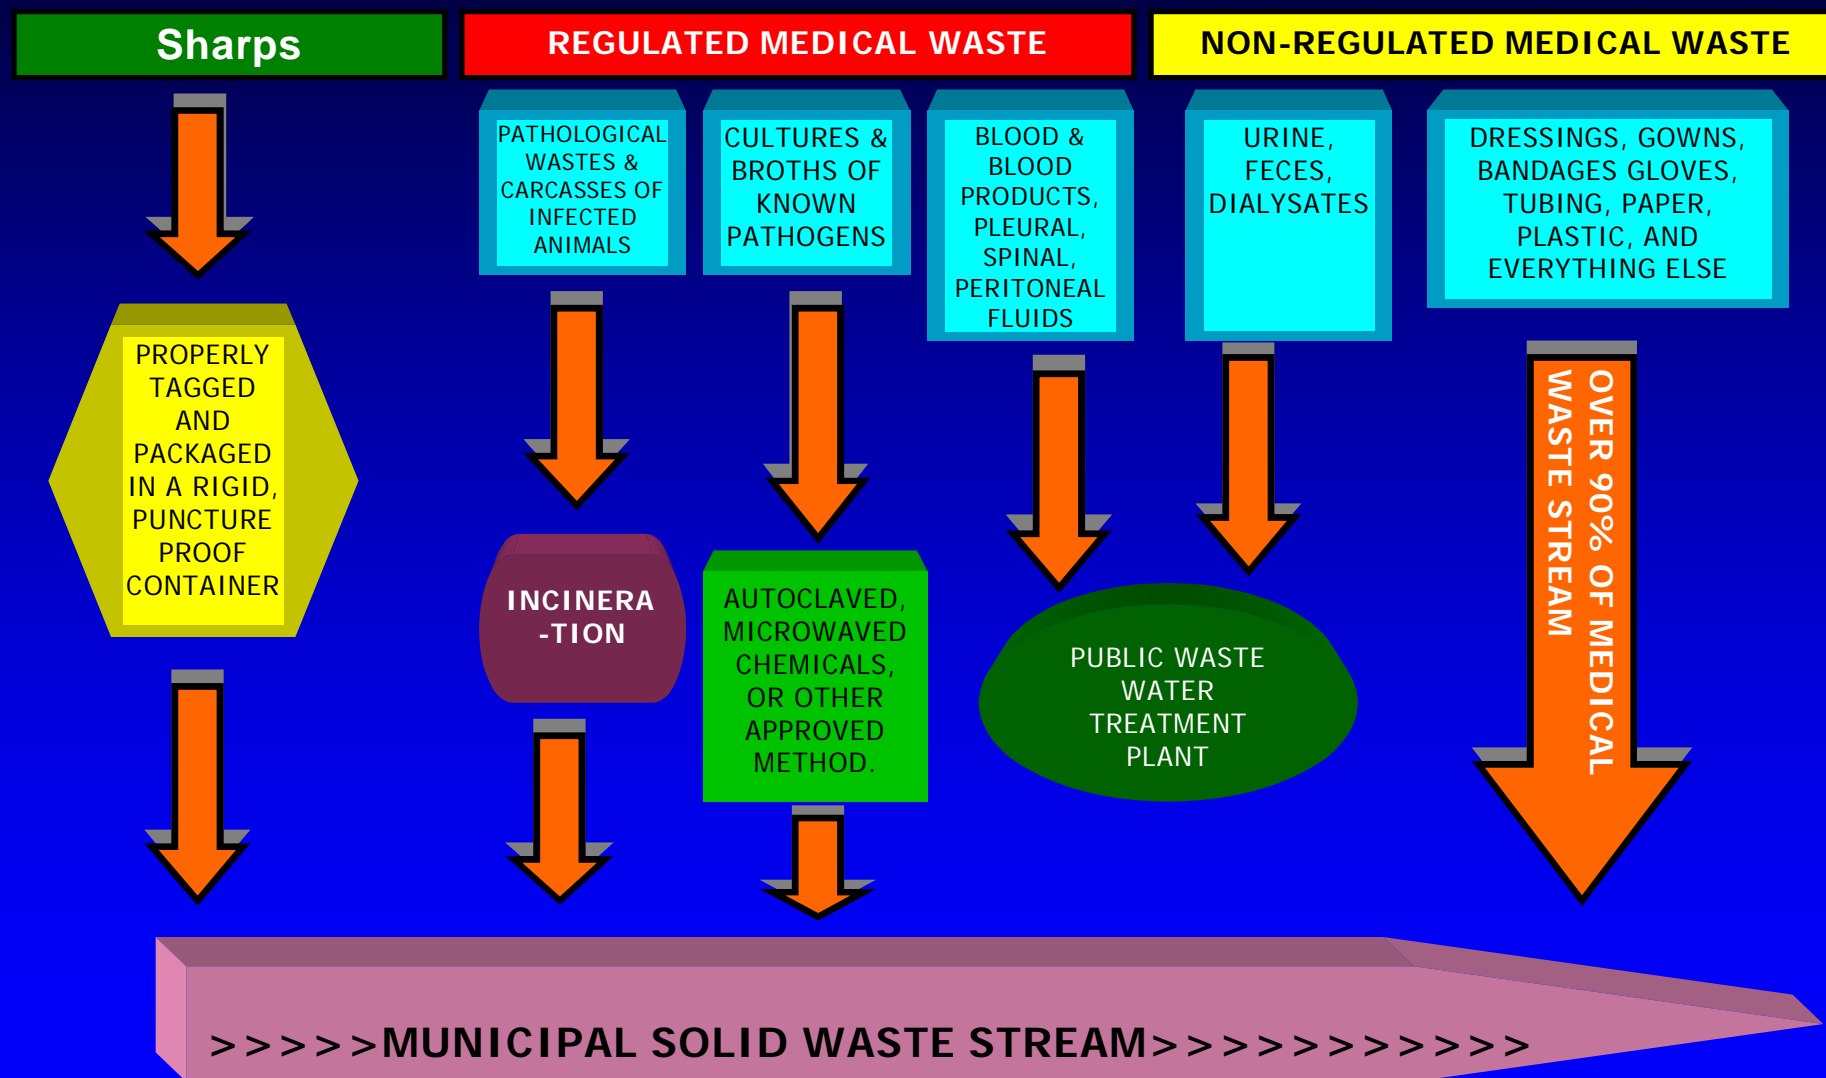 Sharps
REGULATED MEDICAL WASTE
NON-REGULATED MEDICAL WASTE
PROPERLY
TAGGED
AND
PACKAGED
IN A RIGID,
PUNCTURE
PROOF
CONTAINER
PATHOLOGICAL
WASTES &
CARCASSES OF
INFECTED
ANIMALS
INCINERA
-TION
CULTURES &
BROTHS OF
KNOWN
PATHOGENS
AUTOCLAVED,
MICROWAVED
CHEMICALS,
OR OTHER
APPROVED
METHOD.
BLOOD &
BLOOD
PRODUCTS,
PLEURAL,
SPINAL,
PERITONEAL
FLUIDS
URINE,
FECES,
DIALYSATES
PUBLIC WASTE
WATER
TREATMENT
PLANT
DRESSINGS, GOWNS,
BANDAGES GLOVES,
TUBING, PAPER,
PLASTIC, AND
EVERYTHING ELSE
OVER 90% OF MEDICAL
WASTE STREAM
>>>>>MUNICIPAL SOLID WASTE STREAM>>>>>>>>>>>